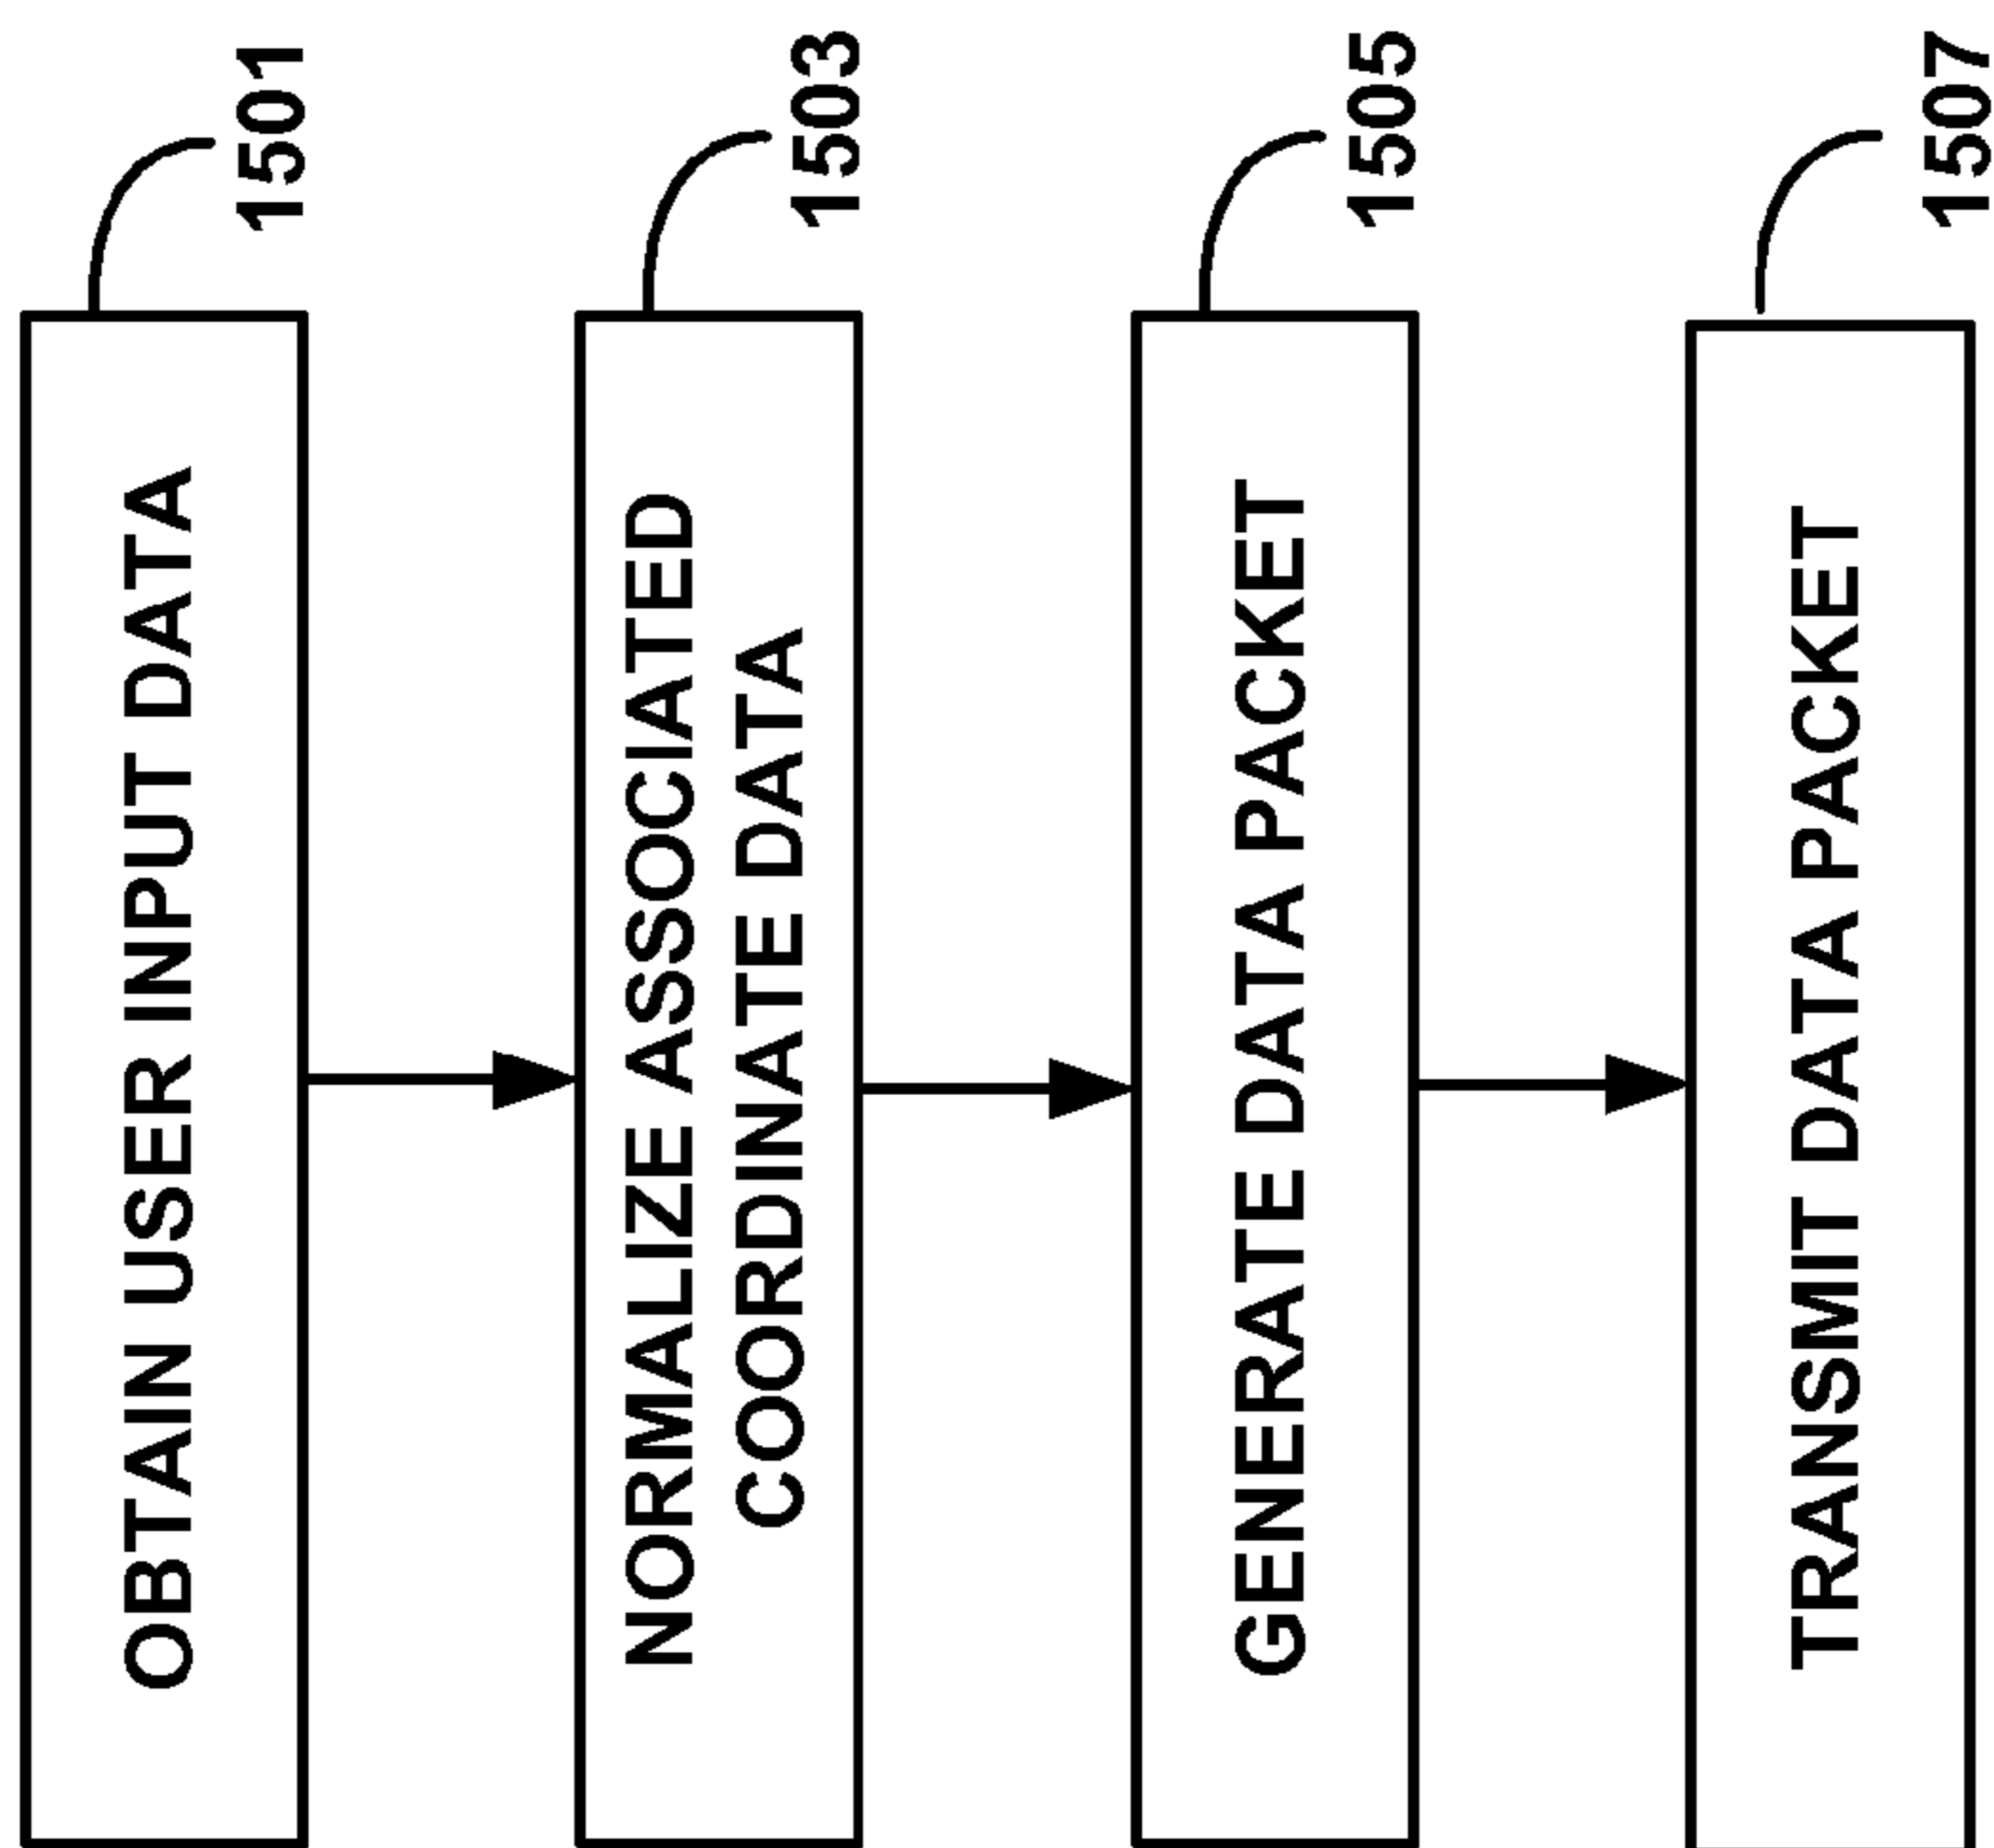 OBTAIN USER INPUT DATA
1501
NORMALIZE ASSOCIATED
COORDINATE DATA
1503
GENERATE DATA PACKET
1505
TRANSMIT DATA PACKET
1507